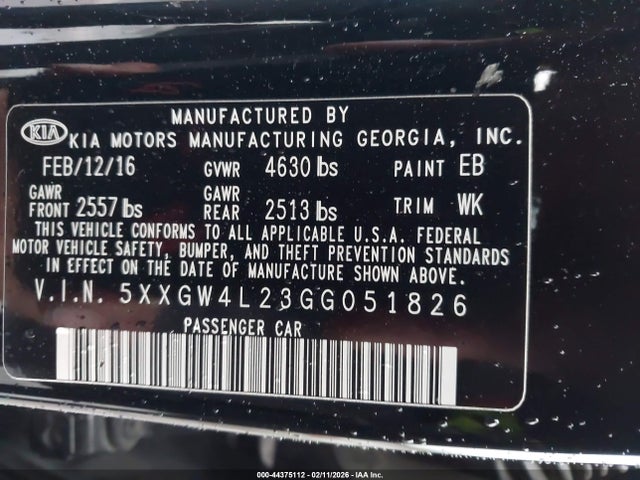 MANUFACTURED BY
KIA KIA MOTORS MANUFACTURING GEORGIA, INC.
FEB/12/16 GVWR 4630 lbs PAINT EB
GAWR FRONT 2557 lbs GAWR REAR 2513 lbs TRIM WK
THIS VEHICLE CONFORMS TO ALL APPLICABLE U.S.A. FEDERAL
MOTOR VEHICLE SAFETY, BUMPER, AND THEFT PREVENTION STANDARDS
IN EFFECT ON THE DATE OF MANUFACTURE SHOWN ABOVE.
V.I.N. 5XXGW4L23GG051826
PASSENGER CAR
000-44375112 - 02/11/2026 - IAA Inc.